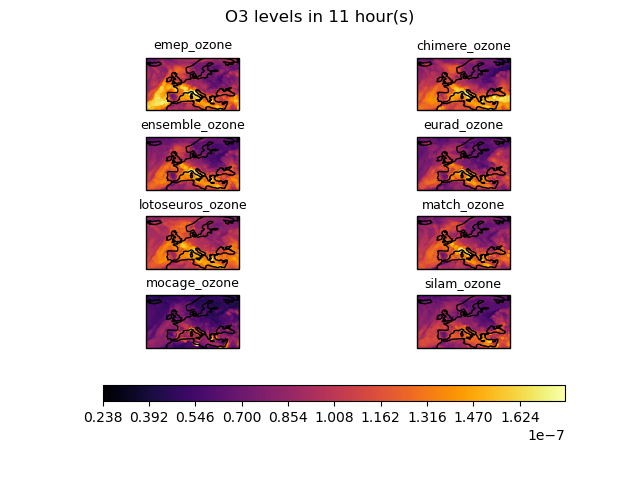 O3 levels in 11 hour(s)
emep_ozone
chimere_ozone
ensemble_ozone
eurad_ozone
lotoseuros_ozone
match_ozone
mocage_ozone
silam_ozone
0.238 0.392 0.546 0.700 0.854 1.008 1.162 1.316 1.470 1.624
1e−7